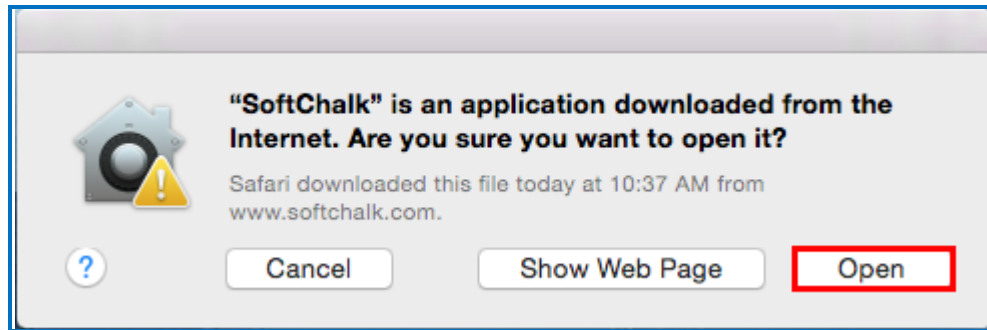 “SoftChalk” is an application downloaded from the
Internet. Are you sure you want to open it?
Safari downloaded this file today at 10:37 AM from
www.softchalk.com.
?
Cancel
Show Web Page
Open